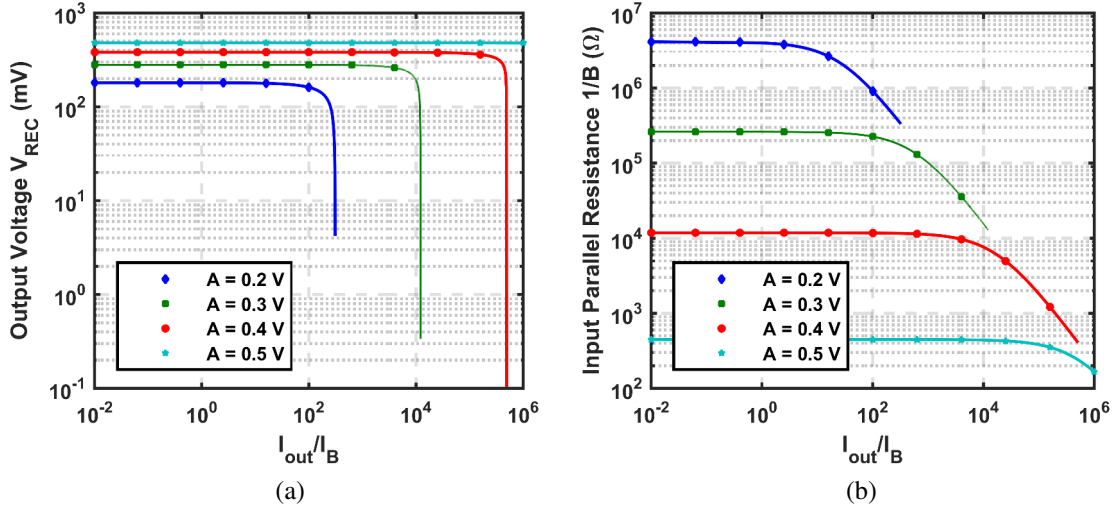 Output Voltage V_REC (mV)
10^3
10^2
10^1
10^0
10^-1
A = 0.2 V
A = 0.3 V
A = 0.4 V
A = 0.5 V
10^-2 10^0 10^2 10^4 10^6
I_out/I_B
(a)
Input Parallel Resistance 1/B (Ω)
10^7
10^6
10^5
10^4
10^3
10^2
A = 0.2 V
A = 0.3 V
A = 0.4 V
A = 0.5 V
10^-2 10^0 10^2 10^4 10^6
I_out/I_B
(b)